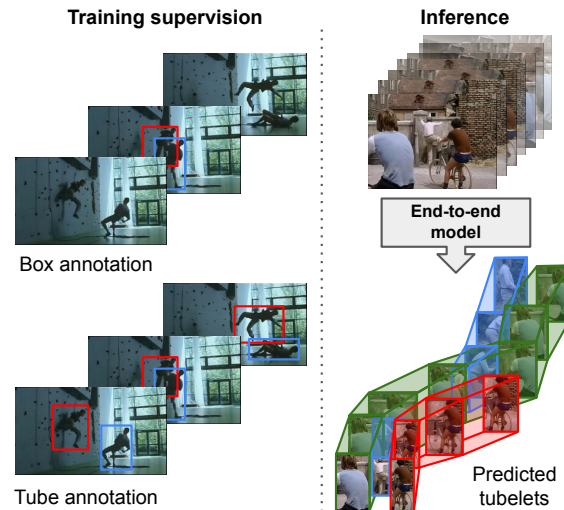 Training supervision
Box annotation
Tube annotation
Inference
End-to-end
model
Predicted
tubelets